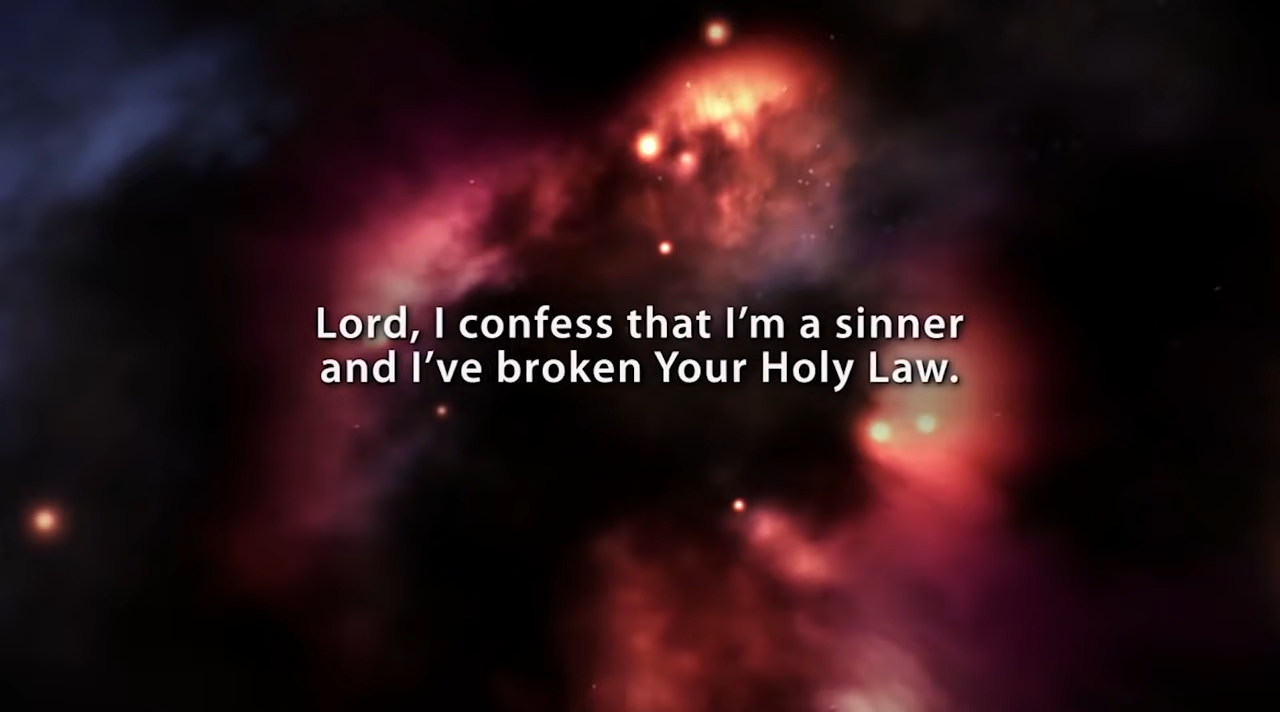 Lord, I confess that I’m a sinner
and I’ve broken Your Holy Law.